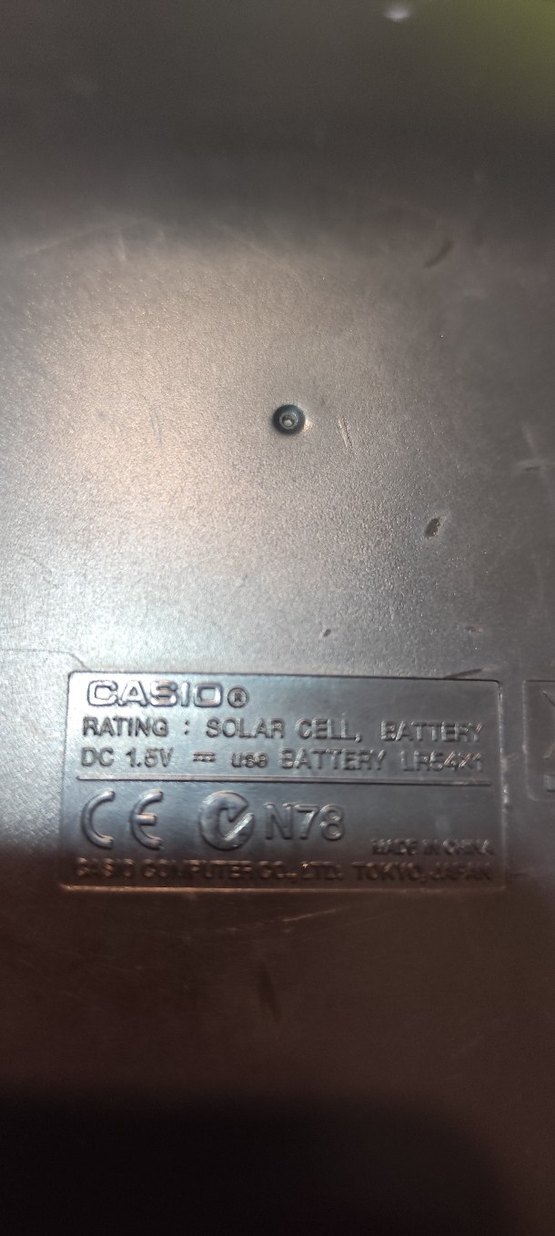 CASIO®
RATING : SOLAR CELL, BATTERY
DC 1.5V ⎓ use BATTERY LR54x1
CE N78
MADE IN CHINA
CASIO COMPUTER CO., LTD. TOKYO, JAPAN